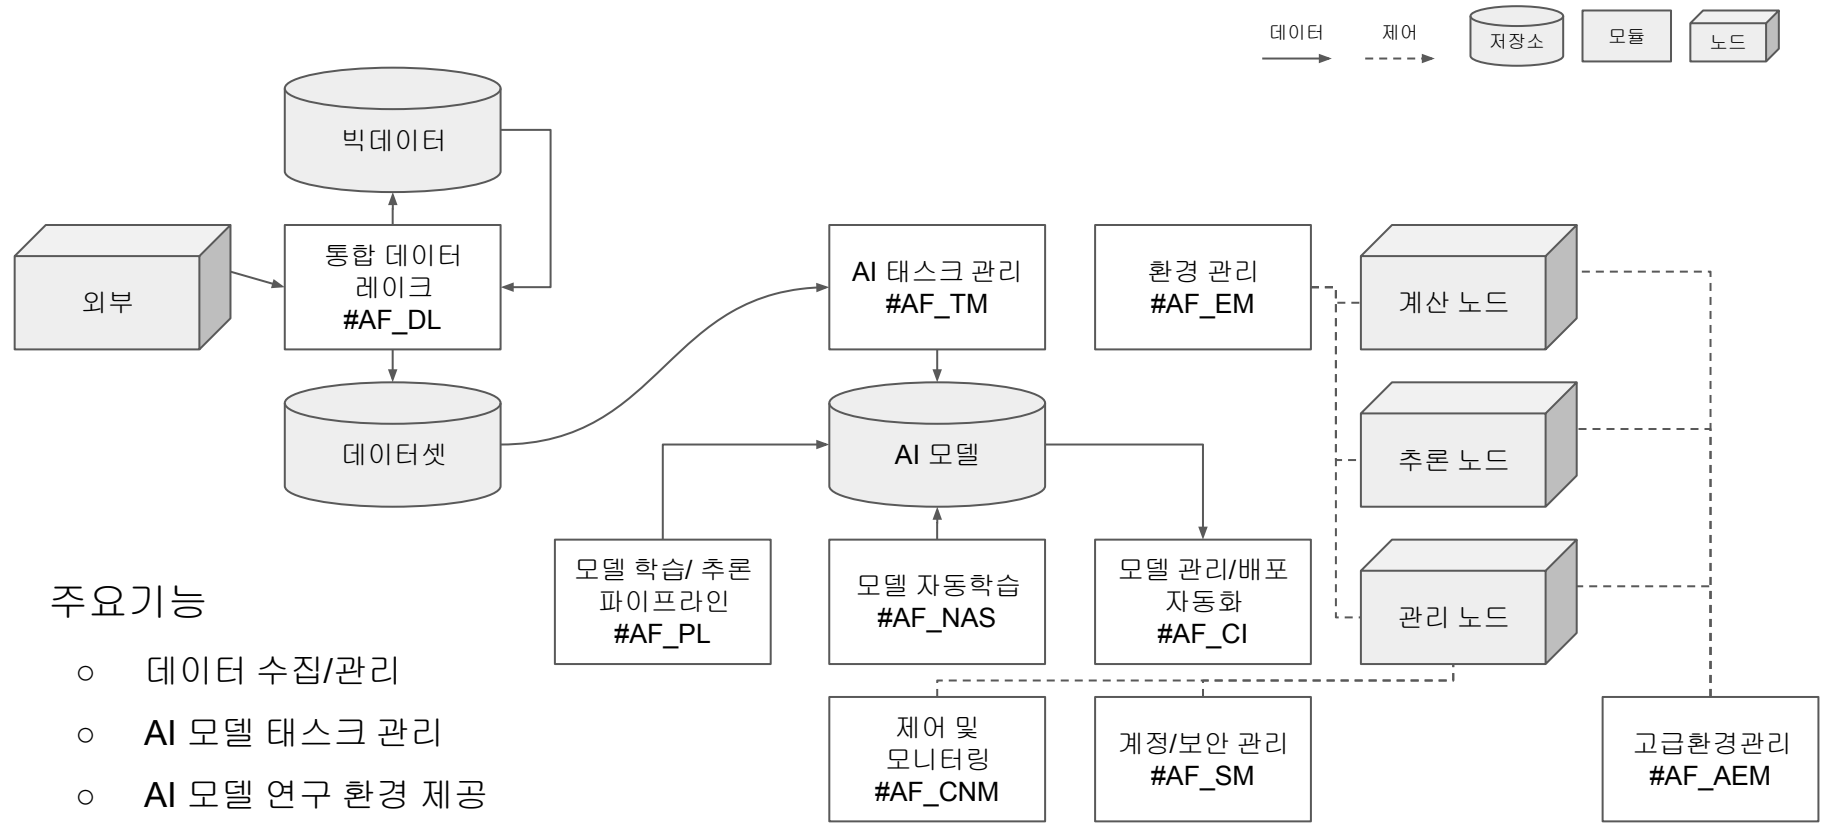 데이터
제어
저장소
모듈
노드
빅데이터
외부
통합 데이터
레이크
#AF_DL
데이터셋
AI 태스크 관리
#AF_TM
환경 관리
#AF_EM
계산 노드
AI 모델
추론 노드
모델 학습/ 추론
파이프라인
#AF_PL
모델 자동학습
#AF_NAS
모델 관리/배포
자동화
#AF_CI
관리 노드
제어 및
모니터링
#AF_CNM
계정/보안 관리
#AF_SM
고급환경관리
#AF_AEM
주요기능
○ 데이터 수집/관리
○ AI 모델 태스크 관리
○ AI 모델 연구 환경 제공